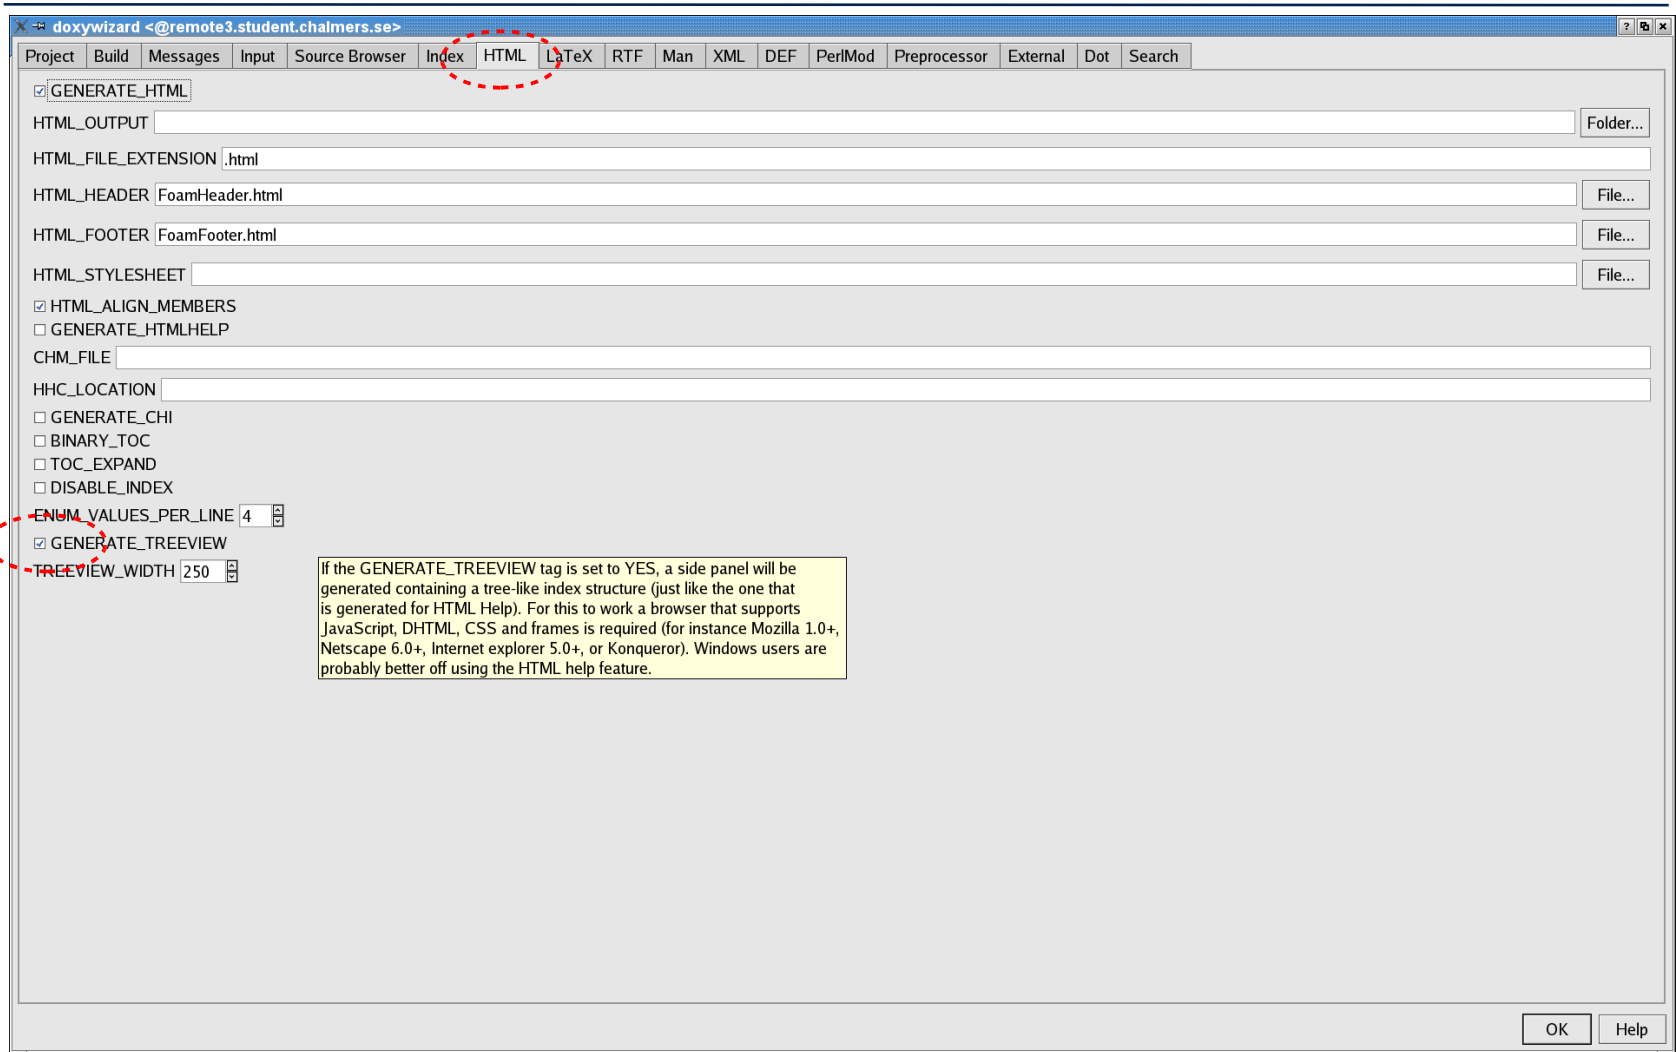 doxywizard <@remote3.student.chalmers.se>
Project Build Messages Input Source Browser Index HTML LaTeX RTF Man XML DEF PerlMod Preprocessor External Dot Search
GENERATE_HTML
HTML_OUTPUT Folder...
HTML_FILE_EXTENSION .html
HTML_HEADER FoamHeader.html File...
HTML_FOOTER FoamFooter.html File...
HTML_STYLESHEET File...
HTML_ALIGN_MEMBERS
GENERATE_HTMLHELP
CHM_FILE
HHC_LOCATION
GENERATE_CHI
BINARY_TOC
TOC_EXPAND
DISABLE_INDEX
ENUM_VALUES_PER_LINE 4
GENERATE_TREEVIEW
TREEVIEW_WIDTH 250
If the GENERATE_TREEVIEW tag is set to YES, a side panel will be
generated containing a tree-like index structure (just like the one that
is generated for HTML Help). For this to work a browser that supports
JavaScript, DHTML, CSS and frames is required (for instance Mozilla 1.0+,
Netscape 6.0+, Internet explorer 5.0+, or Konqueror). Windows users are
probably better off using the HTML help feature.
OK Help